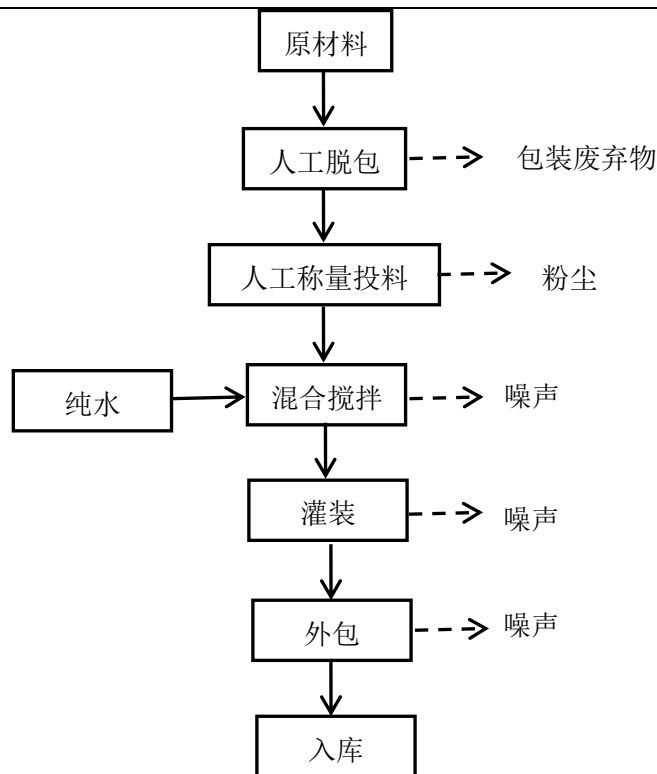 原材料
人工脱包
包装废弃物
人工称量投料
粉尘
纯水
混合搅拌
噪声
灌装
噪声
外包
噪声
入库